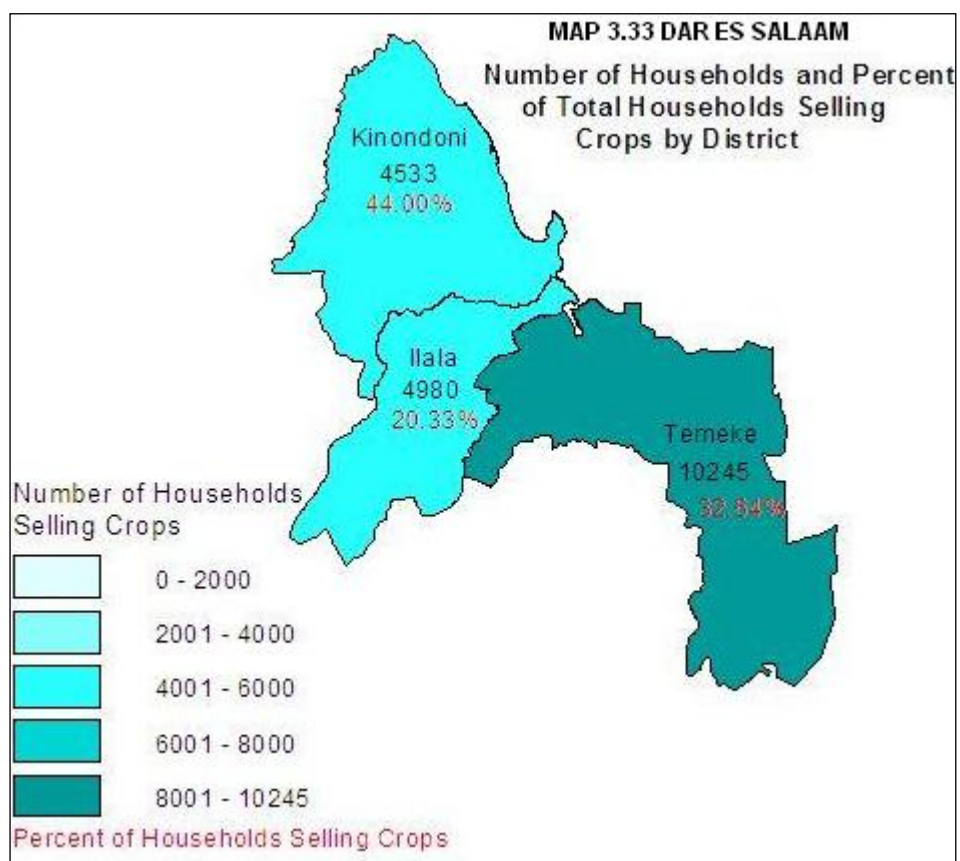 MAP 3.33 DAR ES SALAAM
Number of Households and Percent
of Total Households Selling
Crops by District
Kinondoni
4533
44.00%
Ilala
4980
20.33%
Temeke
10245
32.64%
Number of Households
Selling Crops
0 - 2000
2001 - 4000
4001 - 6000
6001 - 8000
8001 - 10245
Percent of Households Selling Crops